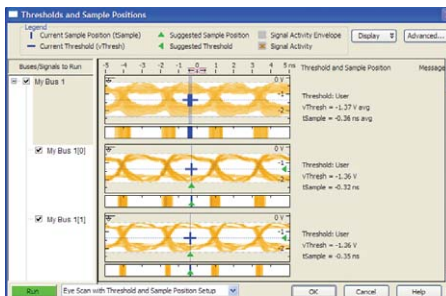 Thresholds and Sample Positions
Legend
Current Sample Position (tSample)
Suggested Sample Position
Signal Activity Envelope
Current Threshold (vThresh)
Suggested Threshold
Signal Activity
Display
Advanced...
Buses/Signals to Run
-5 -4 -3 -2 -1 0 1 2 3 4 5 ns
Threshold and Sample Position
Message
My Bus 1
0 V
-1
-2
Threshold: User
vThresh = -1.37 V avg
tSample = -0.36 ns avg
My Bus 1[0]
0 V
-1
-2
Threshold: User
vThresh = -1.36 V
tSample = -0.32 ns
My Bus 1[1]
0 V
-1
-2
Threshold: User
vThresh = -1.36 V
tSample = -0.35 ns
Run
Eye Scan with Threshold and Sample Position Setup
OK
Cancel
Help